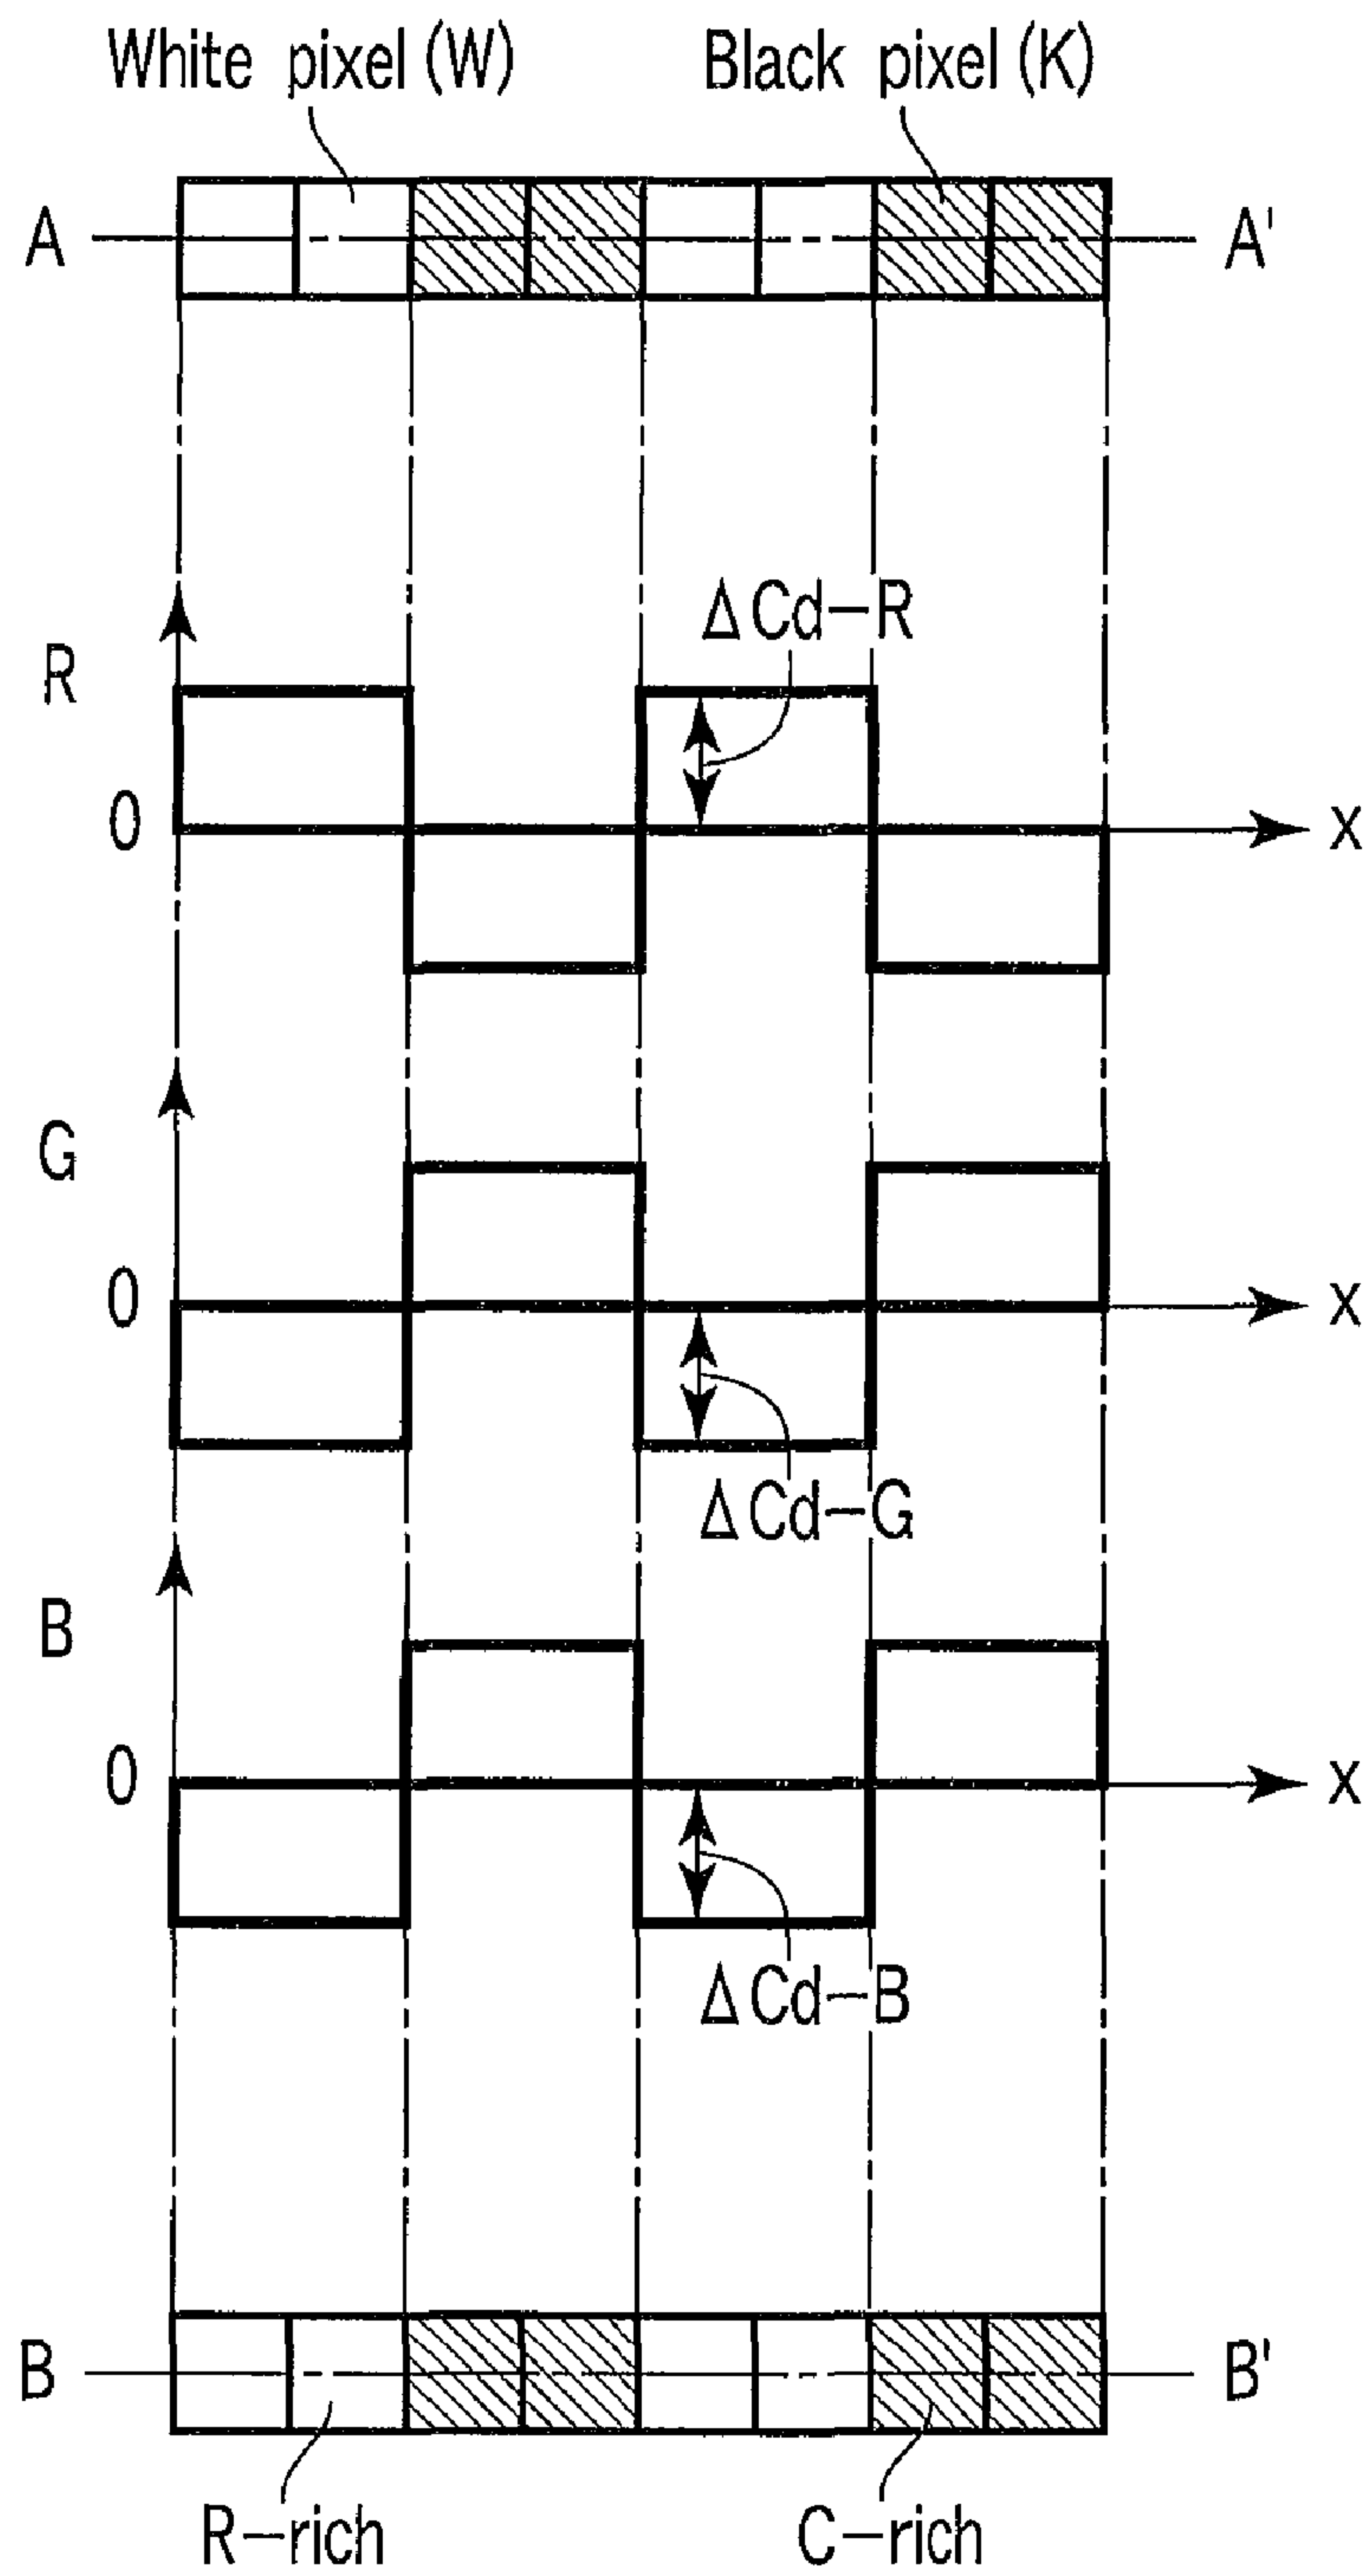 White pixel (W)
Black pixel (K)
A
A'
ΔCd-R
R
0
x
G
0
x
ΔCd-G
B
0
x
ΔCd-B
B
B'
R-rich
C-rich